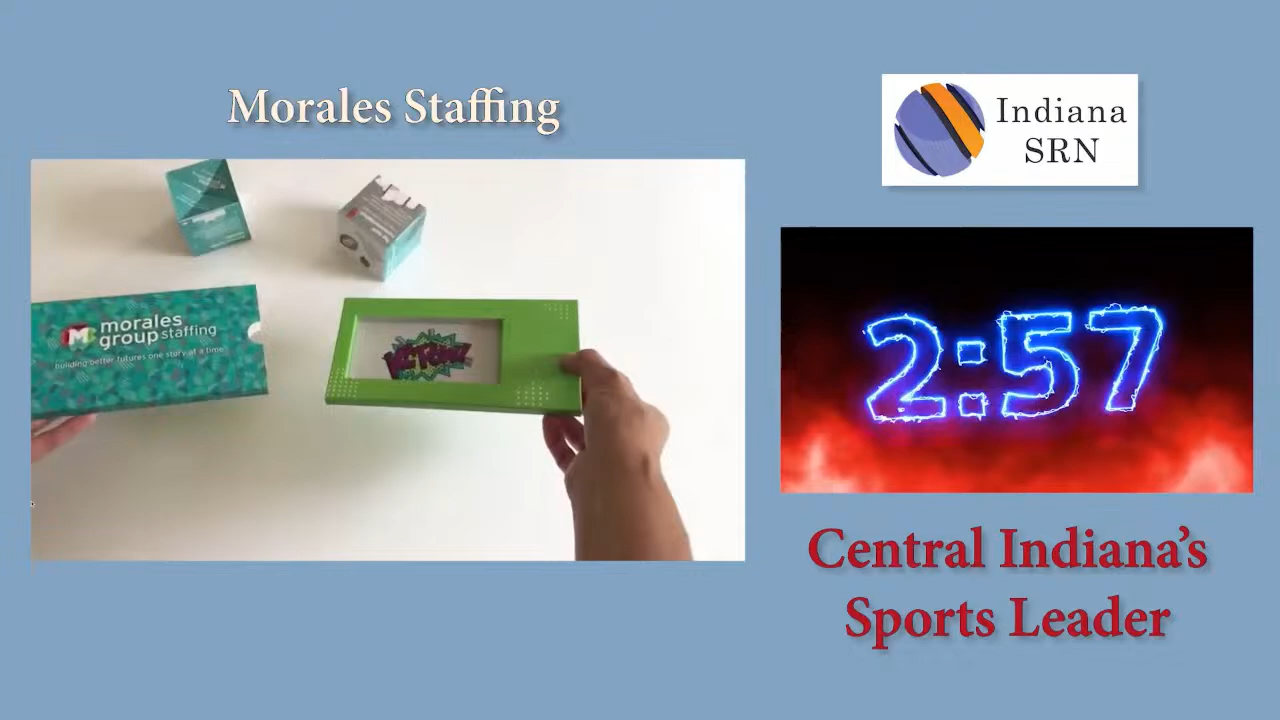 Morales Staffing
Indiana
SRN
morales
group staffing
building better futures one story at a time
2:57
Central Indiana's
Sports Leader